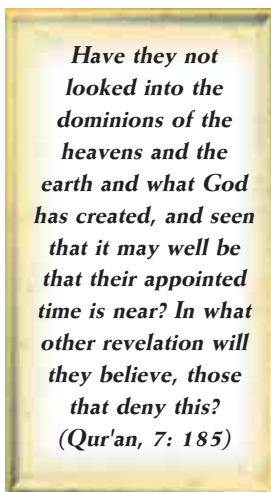 Have they not
looked into the
dominions of the
heavens and the
earth and what God
has created, and seen
that it may well be
that their appointed
time is near? In what
other revelation will
they believe, those
that deny this?
(Qur'an, 7: 185)